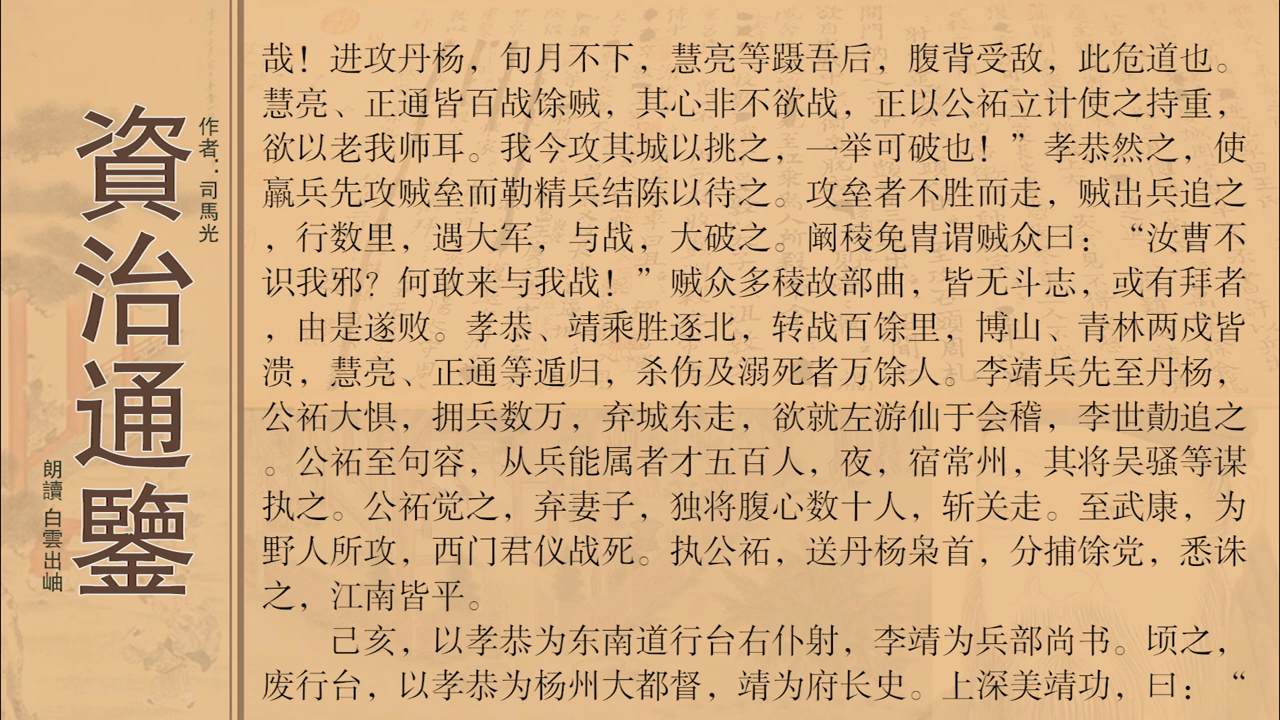 資治通鑒
作者：司馬光
朗讀 白雲出岫
哉！进攻丹杨，旬月不下，慧亮等蹑吾后，腹背受敌，此危道也。
慧亮、正通皆百战馀贼，其心非不欲战，正以公祏立计使之持重，
欲以老我师耳。我今攻其城以挑之，一举可破也！”孝恭然之，使
羸兵先攻贼垒而勒精兵结陈以待之。攻垒者不胜而走，贼出兵追之
，行数里，遇大军，与战，大破之。阚稜免胄谓贼众曰：“汝曹不
识我邪？何敢来与我战！”贼众多稜故部曲，皆无斗志，或有拜者
，由是遂败。孝恭、靖乘胜逐北，转战百馀里，博山、青林两戍皆
溃，慧亮、正通等遁归，杀伤及溺死者万馀人。李靖兵先至丹杨，
公祏大惧，拥兵数万，弃城东走，欲就左游仙于会稽，李世勣追之
。公祏至句容，从兵能属者才五百人，夜，宿常州，其将吴骚等谋
执之。公祏觉之，弃妻子，独将腹心数十人，斩关走。至武康，为
野人所攻，西门君仪战死。执公祏，送丹杨枭首，分捕馀党，悉诛
之，江南皆平。
己亥，以孝恭为东南道行台右仆射，李靖为兵部尚书。顷之，
废行台，以孝恭为杨州大都督，靖为府长史。上深美靖功，曰：“